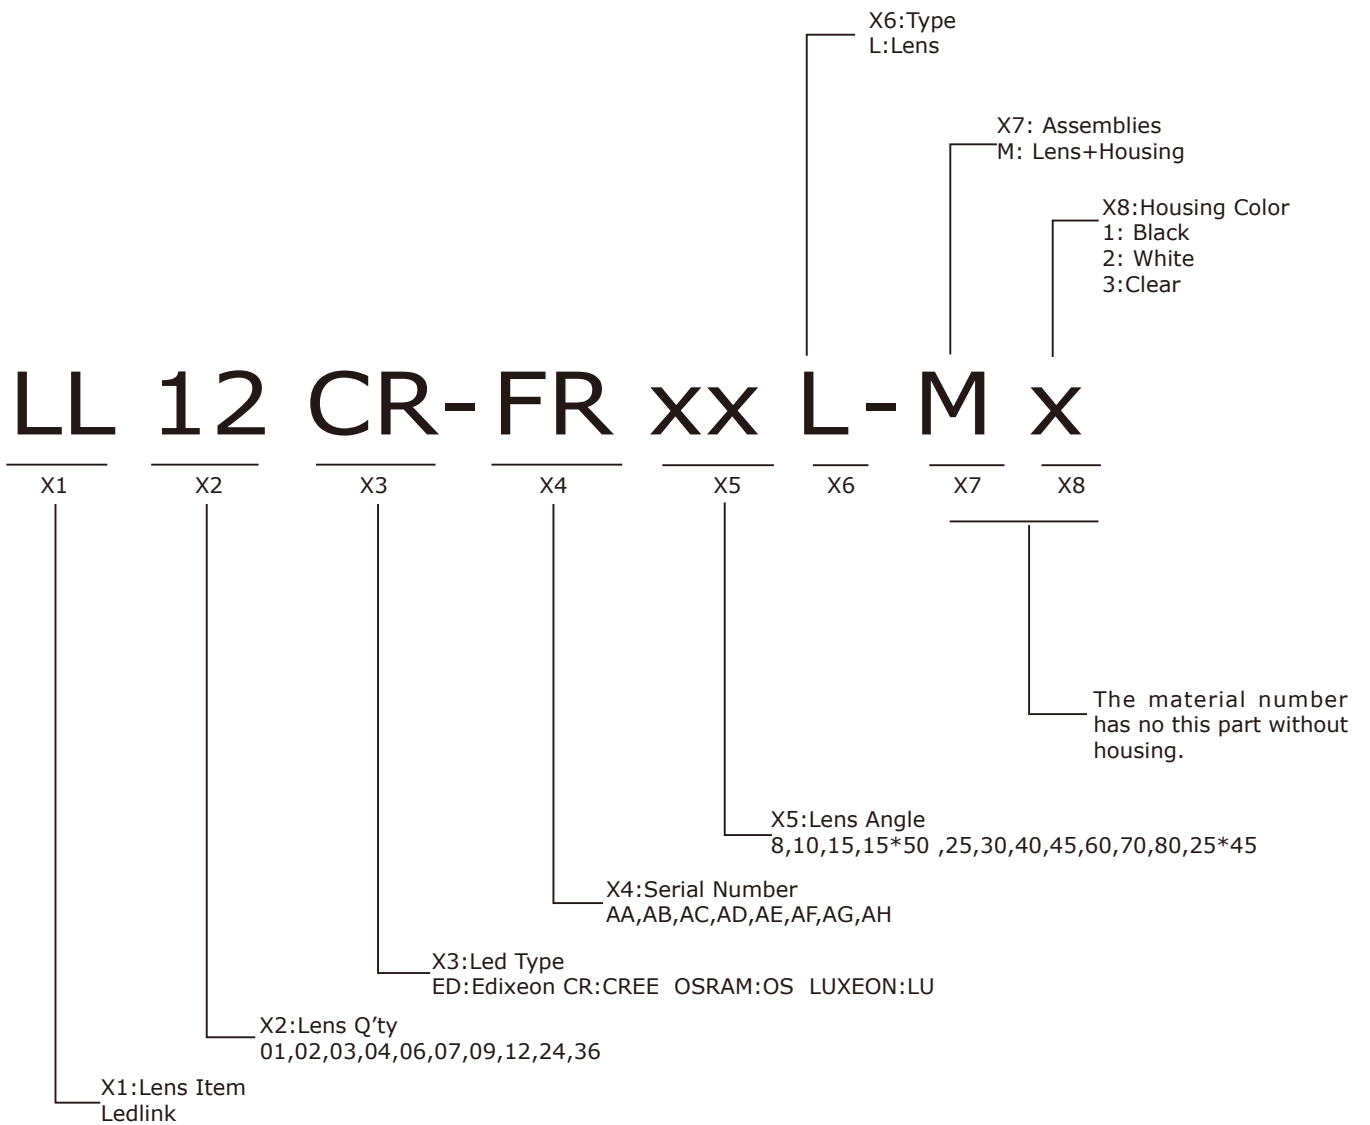 X6:Type
L:Lens
X7: Assemblies
M: Lens+Housing
X8:Housing Color
1: Black
2: White
3:Clear
LL 12 CR-FR xx L-M x
X1 X2 X3 X4 X5 X6 X7 X8
The material number
has no this part without
housing.
X5:Lens Angle
8,10,15,15*50 ,25,30,40,45,60,70,80,25*45
X4:Serial Number
AA,AB,AC,AD,AE,AF,AG,AH
X3:Led Type
ED:Edixeon CR:CREE OSRAM:OS LUXEON:LU
X2:Lens Q’ty
01,02,03,04,06,07,09,12,24,36
X1:Lens Item
Ledlink